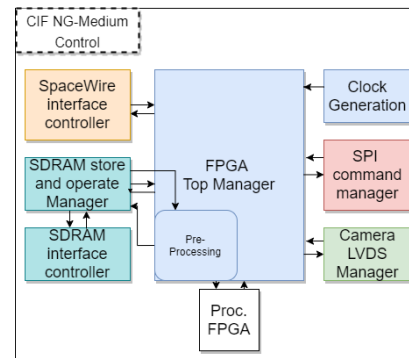 CIF NG-Medium
Control
SpaceWire
interface
controller
Clock
Generation
FPGA
Top Manager
SDRAM store
and operate
Manager
SPI
command
manager
Pre-
Processing
SDRAM
interface
controller
Camera
LVDS
Manager
Proc.
FPGA